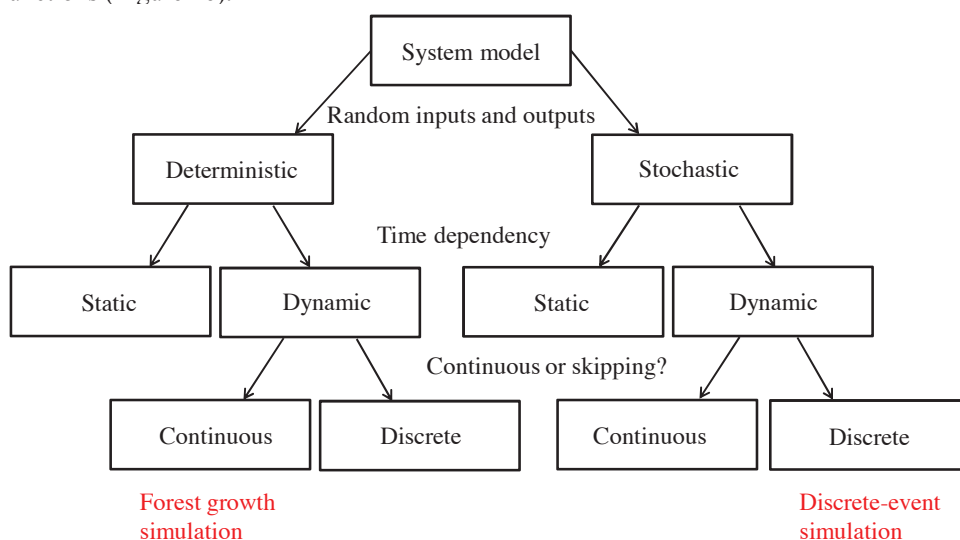 System model
Random inputs and outputs
Deterministic
Stochastic
Time dependency
Static
Dynamic
Static
Dynamic
Continuous or skipping?
Continuous
Discrete
Continuous
Discrete
Forest growth
simulation
Discrete-event
simulation